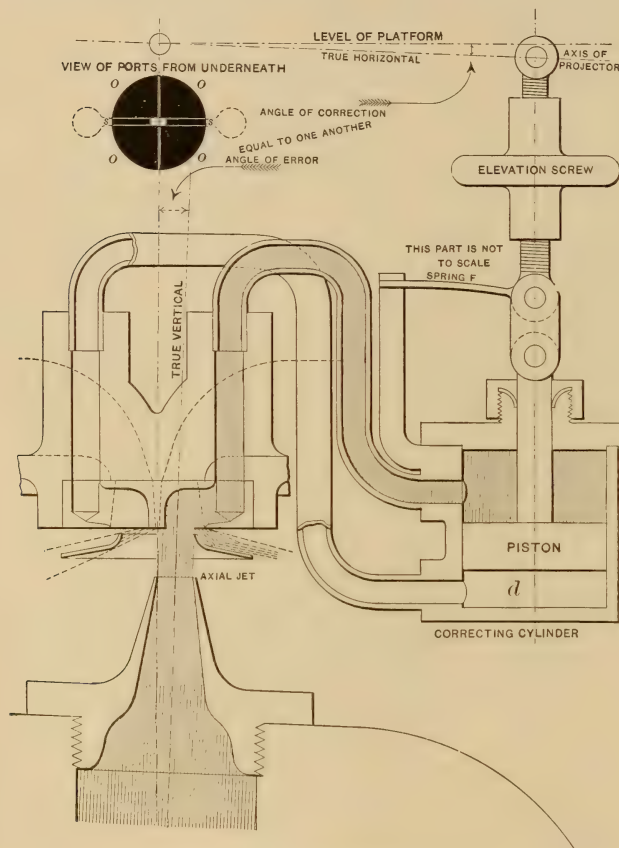 LEVEL OF PLATFORM
TRUE HORIZONTAL
AXIS OF
PROJECTOR
VIEW OF PORTS FROM UNDERNEATH
O O
S S
O O
ANGLE OF CORRECTION
EQUAL TO ONE ANOTHER
ANGLE OF ERROR
ELEVATION SCREW
THIS PART IS NOT
TO SCALE
SPRING F
TRUE VERTICAL
PISTON
AXIAL JET
d
CORRECTING CYLINDER